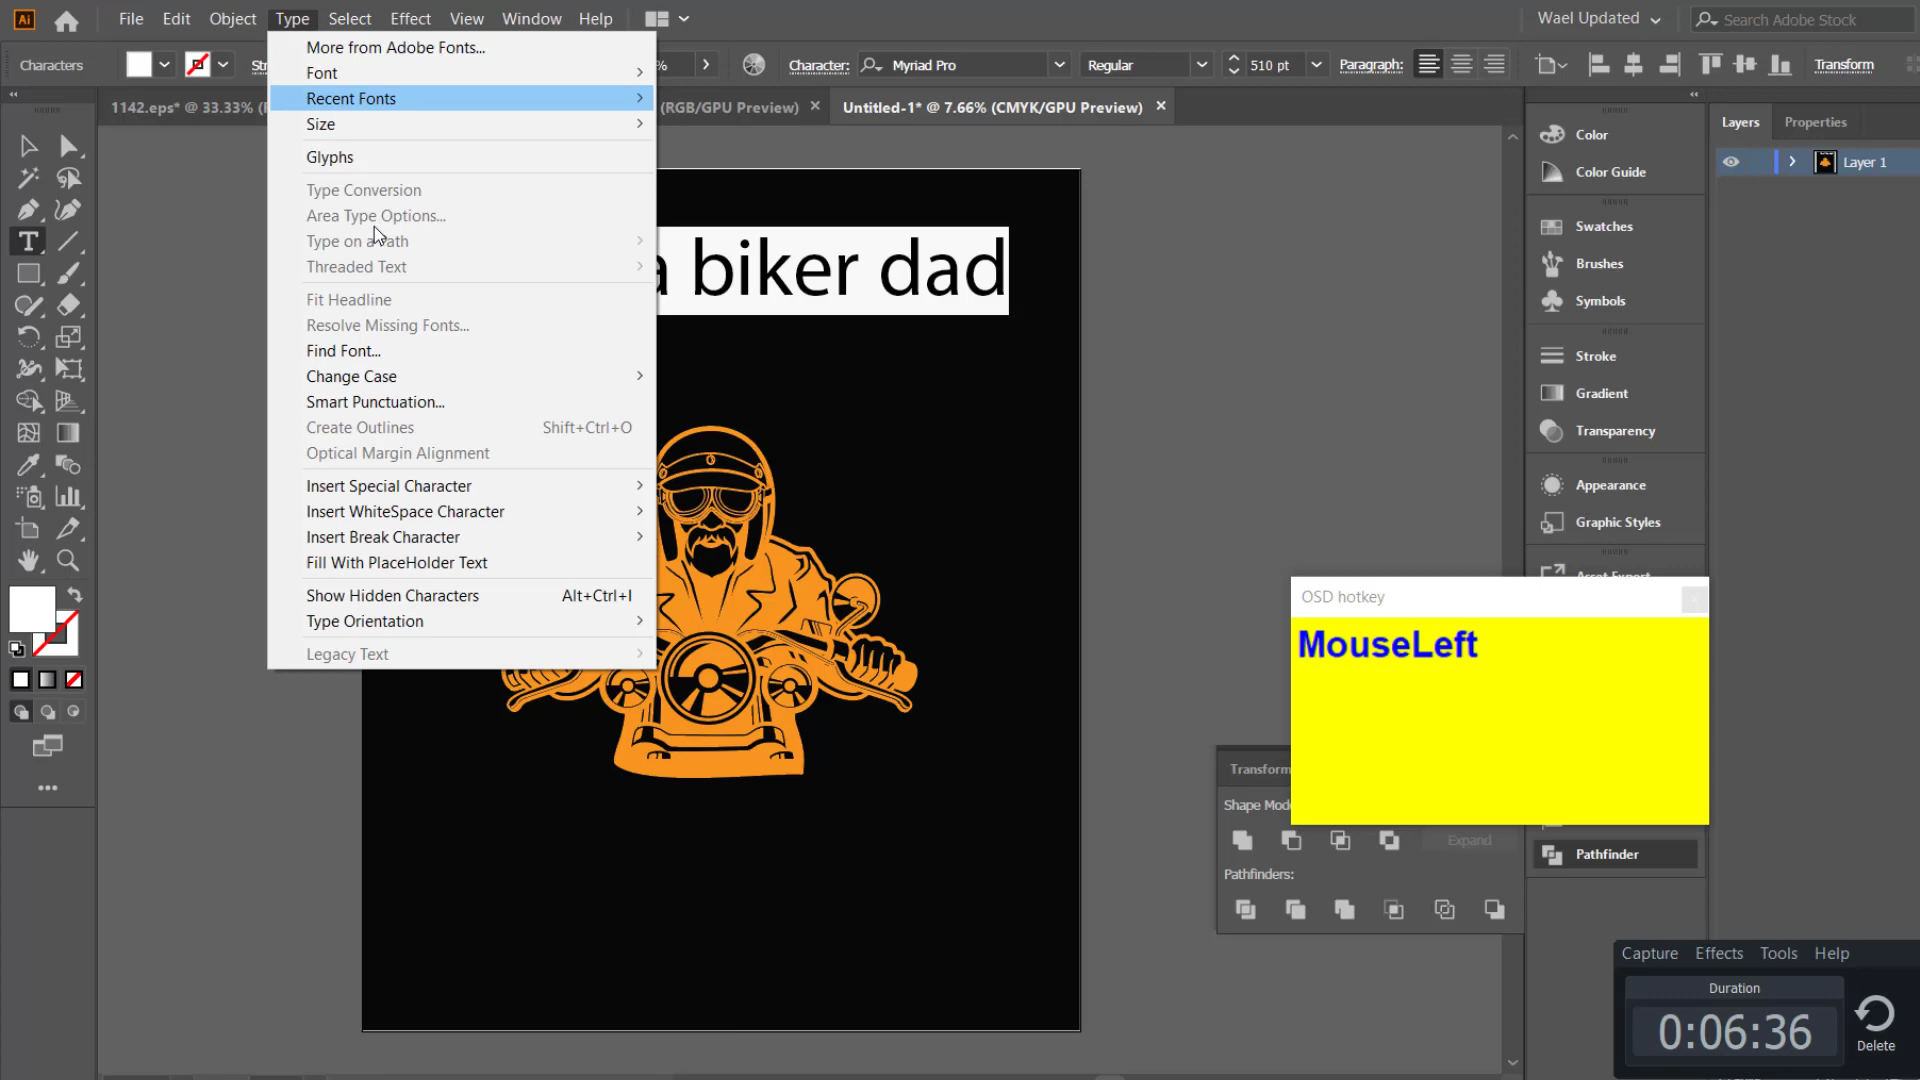 Ai File Edit Object Type Select Effect View Window Help Wael Updated Search Adobe Stock
Characters % Character: Myriad Pro Regular 510 pt Paragraph: Transform
1142.eps* @ 33.33% (RGB/GPU Preview) Untitled-1* @ 7.66% (CMYK/GPU Preview)
More from Adobe Fonts...
Font
Recent Fonts
Size
Glyphs
Type Conversion
Area Type Options...
Type on a Path
Threaded Text
Fit Headline
Resolve Missing Fonts...
Find Font...
Change Case
Smart Punctuation...
Create Outlines Shift+Ctrl+O
Optical Margin Alignment
Insert Special Character
Insert WhiteSpace Character
Insert Break Character
Fill With PlaceHolder Text
Show Hidden Characters Alt+Ctrl+I
Type Orientation
Legacy Text
a biker dad
Color
Color Guide
Swatches
Brushes
Symbols
Stroke
Gradient
Transparency
Appearance
Graphic Styles
Asset Export
Pathfinder
Layers Properties
Layer 1
OSD hotkey
MouseLeft
Transform
Shape Mod
Expand
Pathfinders:
Capture Effects Tools Help
Duration
0:06:36
Delete